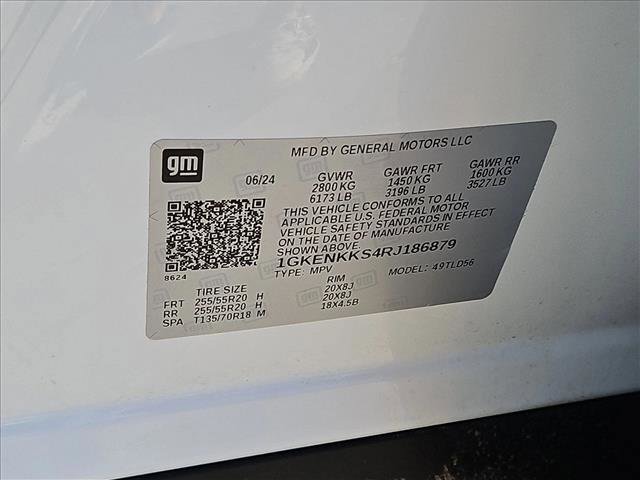 gm
MFD BY GENERAL MOTORS LLC
06/24 GVWR GAWR FRT GAWR RR
2800 KG 1450 KG 1600 KG
6173 LB 3196 LB 3527 LB
THIS VEHICLE CONFORMS TO ALL
APPLICABLE U.S. FEDERAL MOTOR
VEHICLE SAFETY STANDARDS IN EFFECT
ON THE DATE OF MANUFACTURE
SHOWN ABOVE.
1GKENKKS4RJ186879
8624
TYPE: MPV MODEL: 49TLD56
TIRE SIZE RIM
FRT 255/55R20 H 20X8J
RR 255/55R20 H 20X8J
SPA T135/70R18 M 18X4.5B